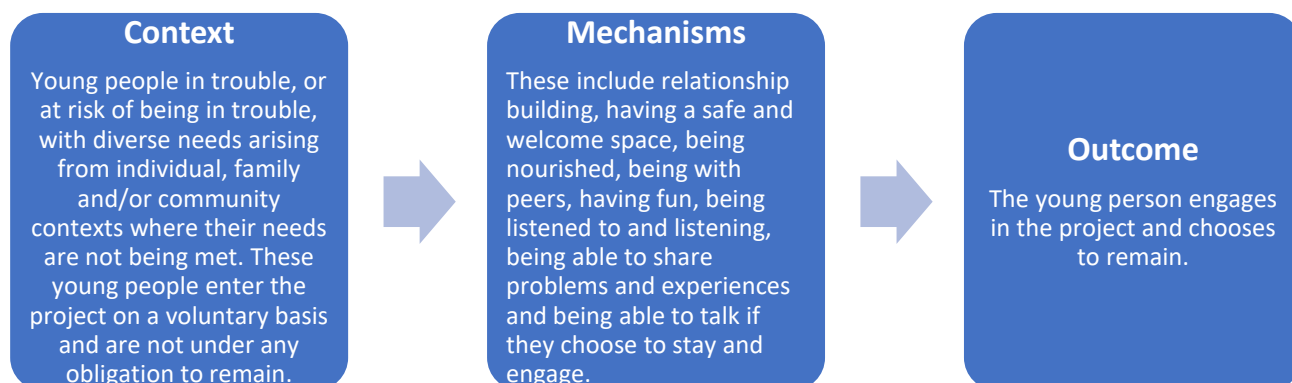 Context
Young people in trouble, or
at risk of being in trouble,
with diverse needs arising
from individual, family
and/or community
contexts where their needs
are not being met. These
young people enter the
project on a voluntary basis
and are not under any
obligation to remain.
Mechanisms
These include relationship
building, having a safe and
welcome space, being
nourished, being with
peers, having fun, being
listened to and listening,
being able to share
problems and experiences
and being able to talk if
they choose to stay and
engage.
Outcome
The young person engages
in the project and chooses
to remain.